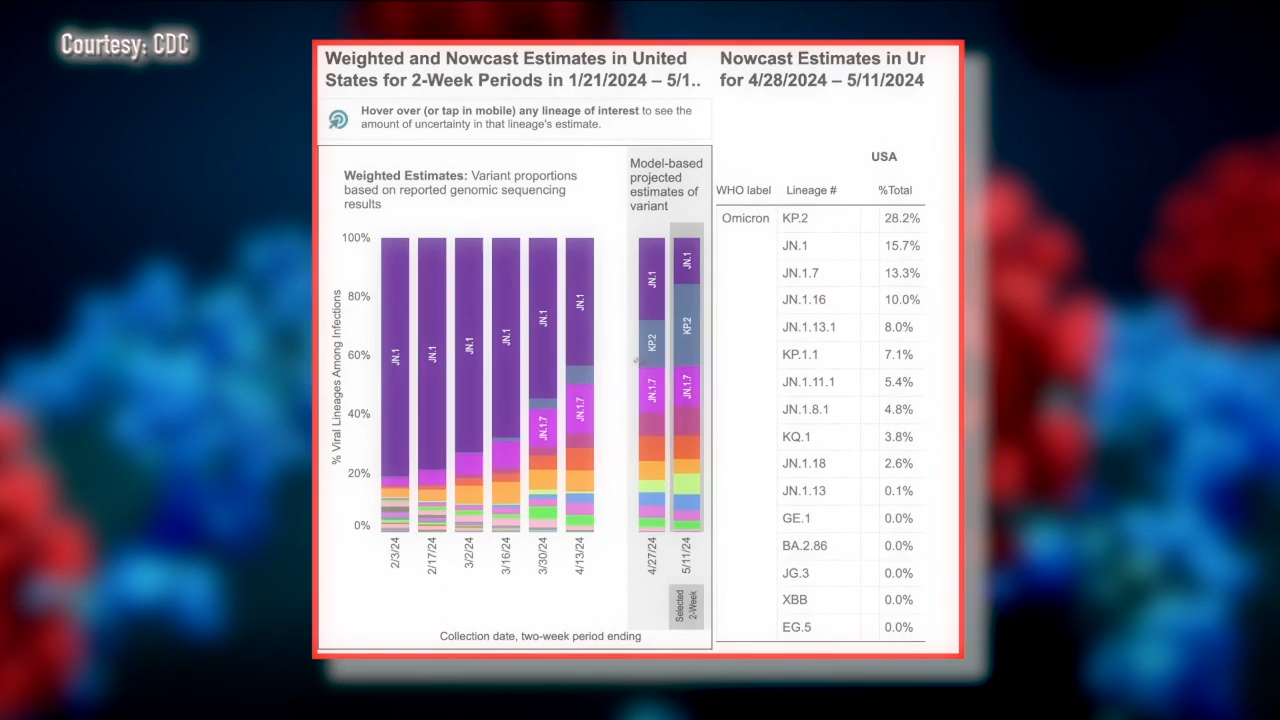 Courtesy: CDC
Weighted and Nowcast Estimates in United
States for 2-Week Periods in 1/21/2024 – 5/1..
Hover over (or tap in mobile) any lineage of interest to see the
amount of uncertainty in that lineage's estimate.
Weighted Estimates: Variant proportions
based on reported genomic sequencing
results
Model-based
projected
estimates of
variant
% Viral Lineages Among Infections
100%
80%
60%
40%
20%
0%
JN.1
JN.1
JN.1
JN.1
JN.1
JN.1.7
JN.1
JN.1.7
JN.1
KP.2
JN.1.7
JN.1
KP.2
JN.1.7
2/3/24
2/17/24
3/2/24
3/16/24
3/30/24
4/13/24
4/27/24
5/11/24
Selected
2-Week
Collection date, two-week period ending
Nowcast Estimates in Ur
for 4/28/2024 – 5/11/2024
USA
WHO label Lineage # %Total
Omicron KP.2 28.2%
JN.1 15.7%
JN.1.7 13.3%
JN.1.16 10.0%
JN.1.13.1 8.0%
KP.1.1 7.1%
JN.1.11.1 5.4%
JN.1.8.1 4.8%
KQ.1 3.8%
JN.1.18 2.6%
JN.1.13 0.1%
GE.1 0.0%
BA.2.86 0.0%
JG.3 0.0%
XBB 0.0%
EG.5 0.0%